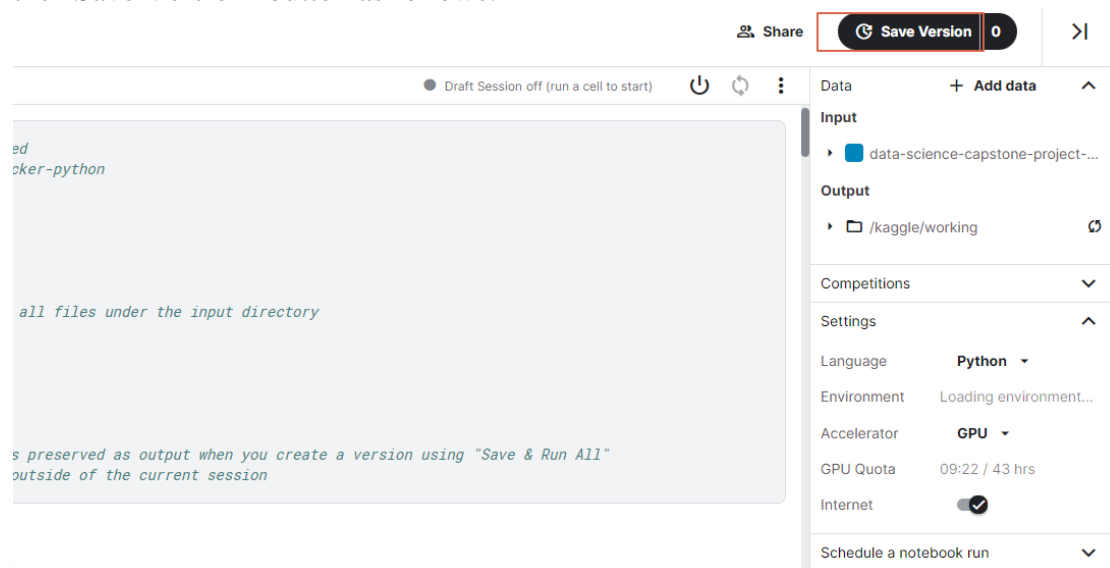 Share
Save Version 0
Draft Session off (run a cell to start)
ed
cker-python
all files under the input directory
s preserved as output when you create a version using "Save & Run All"
outside of the current session
Data
+ Add data
Input
data-science-capstone-project-...
Output
/kaggle/working
Competitions
Settings
Language Python
Environment Loading environment...
Accelerator GPU
GPU Quota 09:22 / 43 hrs
Internet
Schedule a notebook run